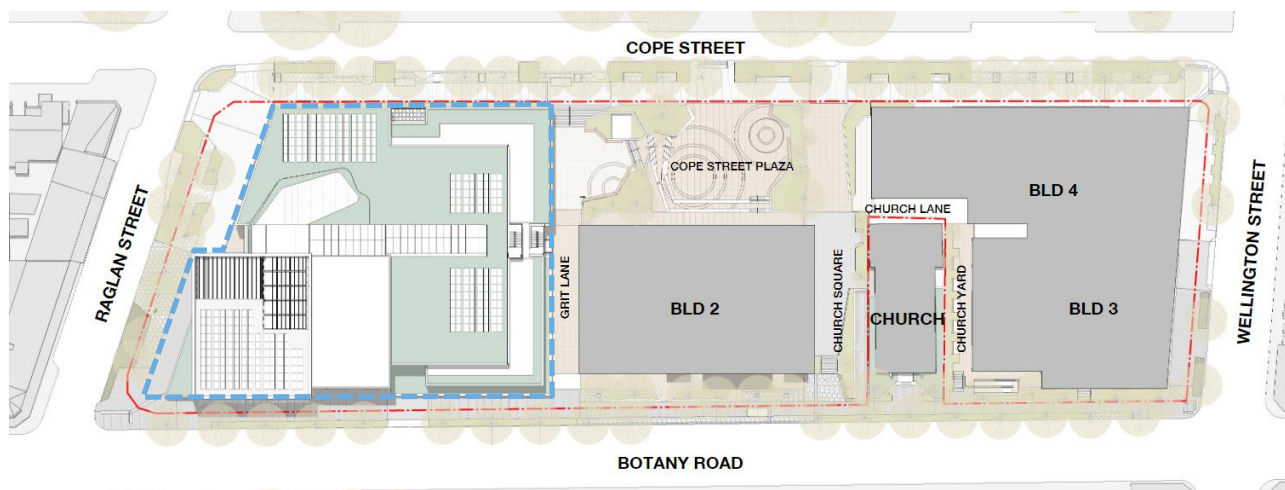 COPE STREET
RAGLAN STREET
COPE STREET PLAZA
BLD 4
CHURCH LANE
WELLINGTON STREET
GRIT LANE
BLD 2
CHURCH SQUARE
CHURCH
CHURCH YARD
BLD 3
BOTANY ROAD